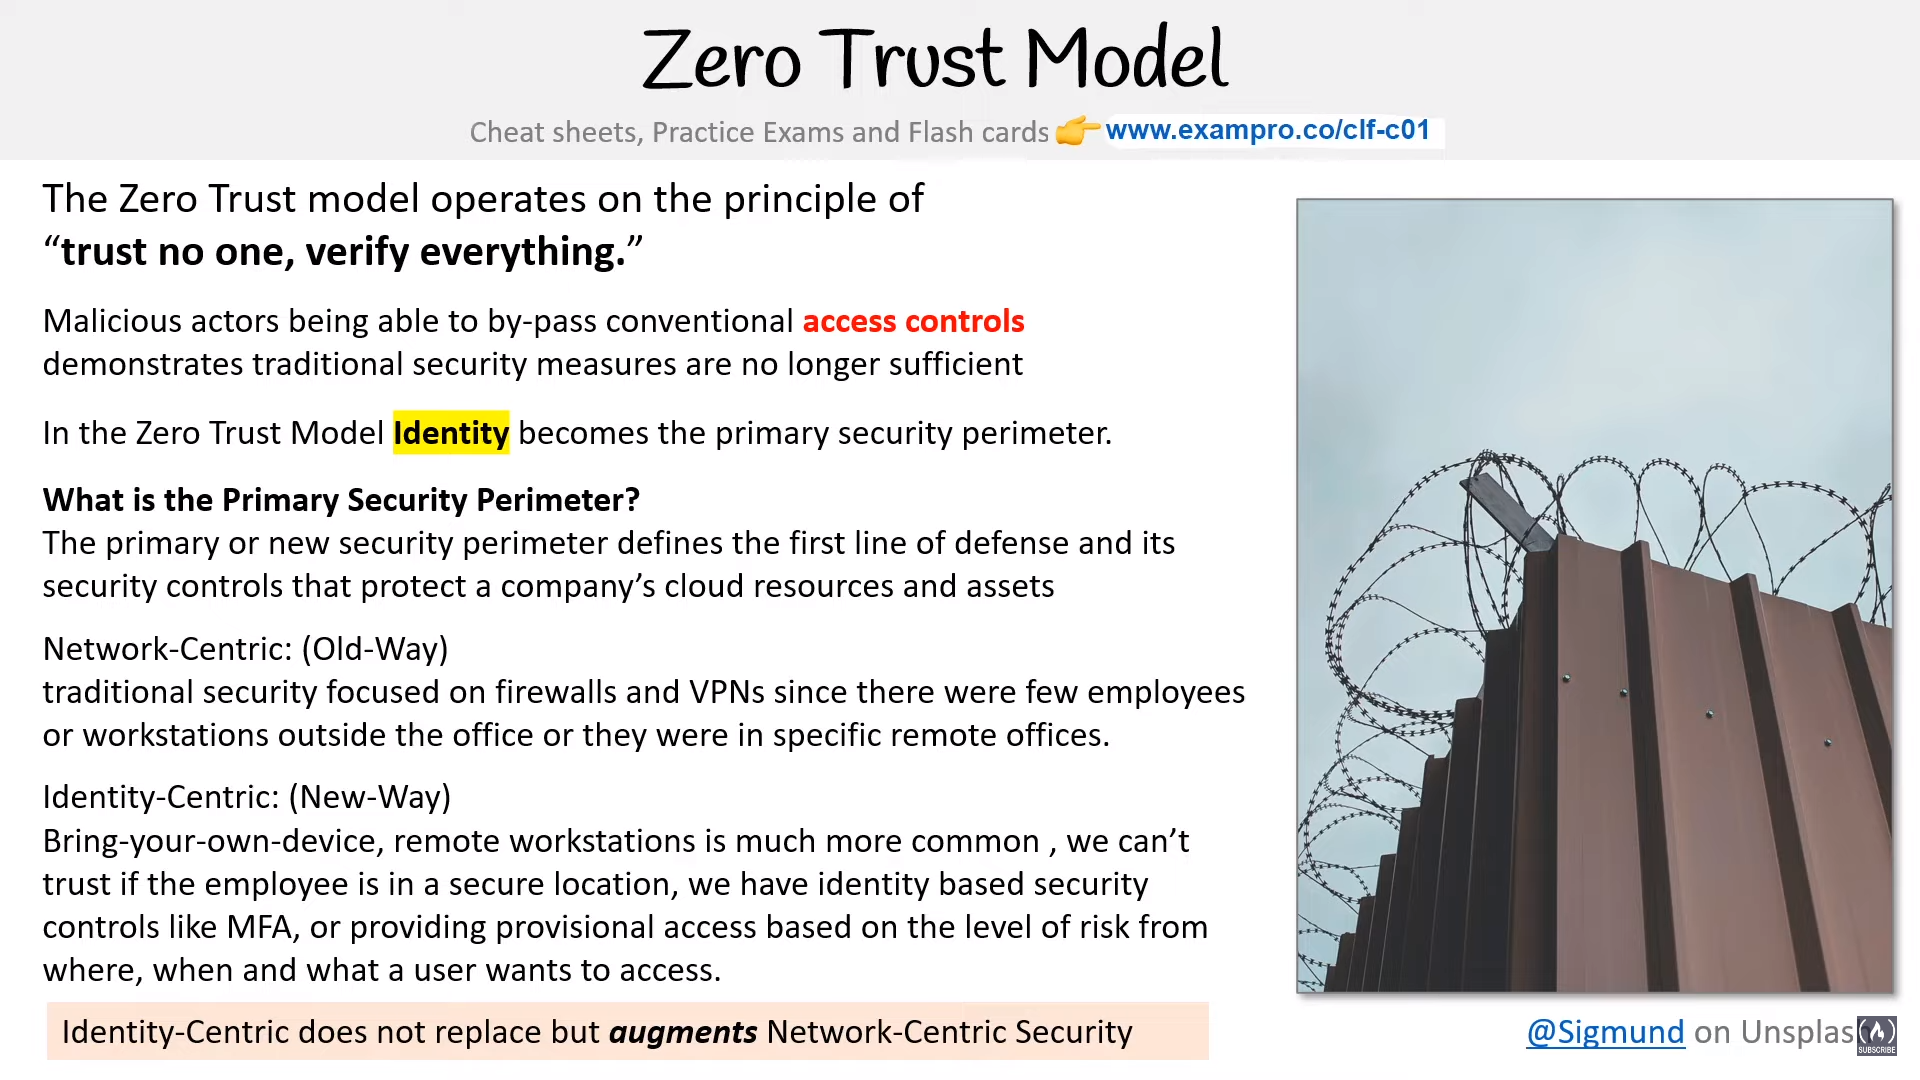 Zero Trust Model
Cheat sheets, Practice Exams and Flash cards 👉 www.exampro.co/clf-c01
The Zero Trust model operates on the principle of
“trust no one, verify everything.”
Malicious actors being able to by-pass conventional access controls
demonstrates traditional security measures are no longer sufficient
In the Zero Trust Model Identity becomes the primary security perimeter.
What is the Primary Security Perimeter?
The primary or new security perimeter defines the first line of defense and its
security controls that protect a company’s cloud resources and assets
Network-Centric: (Old-Way)
traditional security focused on firewalls and VPNs since there were few employees
or workstations outside the office or they were in specific remote offices.
Identity-Centric: (New-Way)
Bring-your-own-device, remote workstations is much more common , we can’t
trust if the employee is in a secure location, we have identity based security
controls like MFA, or providing provisional access based on the level of risk from
where, when and what a user wants to access.
Identity-Centric does not replace but augments Network-Centric Security
@Sigmund on Unsplas
SUBSCRIBE